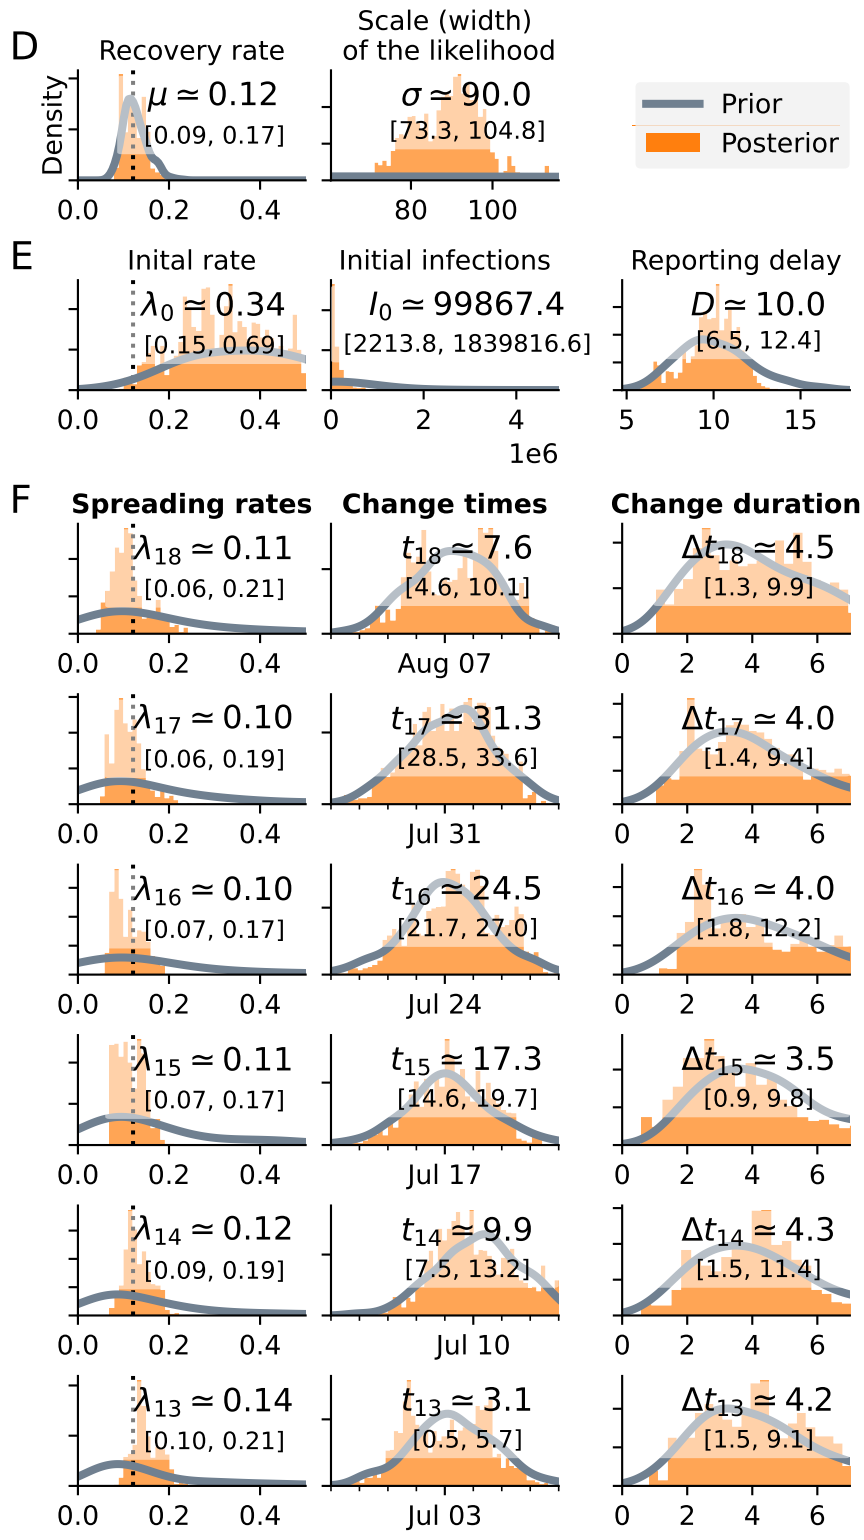 D
Recovery rate
Scale (width)
of the likelihood
Density
μ ≃ 0.12
[0.09, 0.17]
σ ≃ 90.0
[73.3, 104.8]
Prior
Posterior
0.0 0.2 0.4
80 100
E
Inital rate
Initial infections
Reporting delay
λ0 ≃ 0.34
[0.15, 0.69]
I0 ≃ 99867.4
[2213.8, 1839816.6]
D ≃ 10.0
[6.5, 12.4]
0.0 0.2 0.4
0 2 4
1e6
5 10 15
F
Spreading rates
Change times
Change duration
λ18 ≃ 0.11
[0.06, 0.21]
t18 ≃ 7.6
[4.6, 10.1]
Δt18 ≃ 4.5
[1.3, 9.9]
0.0 0.2 0.4
Aug 07
0 2 4 6
λ17 ≃ 0.10
[0.06, 0.19]
t17 ≃ 31.3
[28.5, 33.6]
Δt17 ≃ 4.0
[1.4, 9.4]
0.0 0.2 0.4
Jul 31
0 2 4 6
λ16 ≃ 0.10
[0.07, 0.17]
t16 ≃ 24.5
[21.7, 27.0]
Δt16 ≃ 4.0
[1.8, 12.2]
0.0 0.2 0.4
Jul 24
0 2 4 6
λ15 ≃ 0.11
[0.07, 0.17]
t15 ≃ 17.3
[14.6, 19.7]
Δt15 ≃ 3.5
[0.9, 9.8]
0.0 0.2 0.4
Jul 17
0 2 4 6
λ14 ≃ 0.12
[0.09, 0.19]
t14 ≃ 9.9
[7.5, 13.2]
Δt14 ≃ 4.3
[1.5, 11.4]
0.0 0.2 0.4
Jul 10
0 2 4 6
λ13 ≃ 0.14
[0.10, 0.21]
t13 ≃ 3.1
[0.5, 5.7]
Δt13 ≃ 4.2
[1.5, 9.1]
0.0 0.2 0.4
Jul 03
0 2 4 6